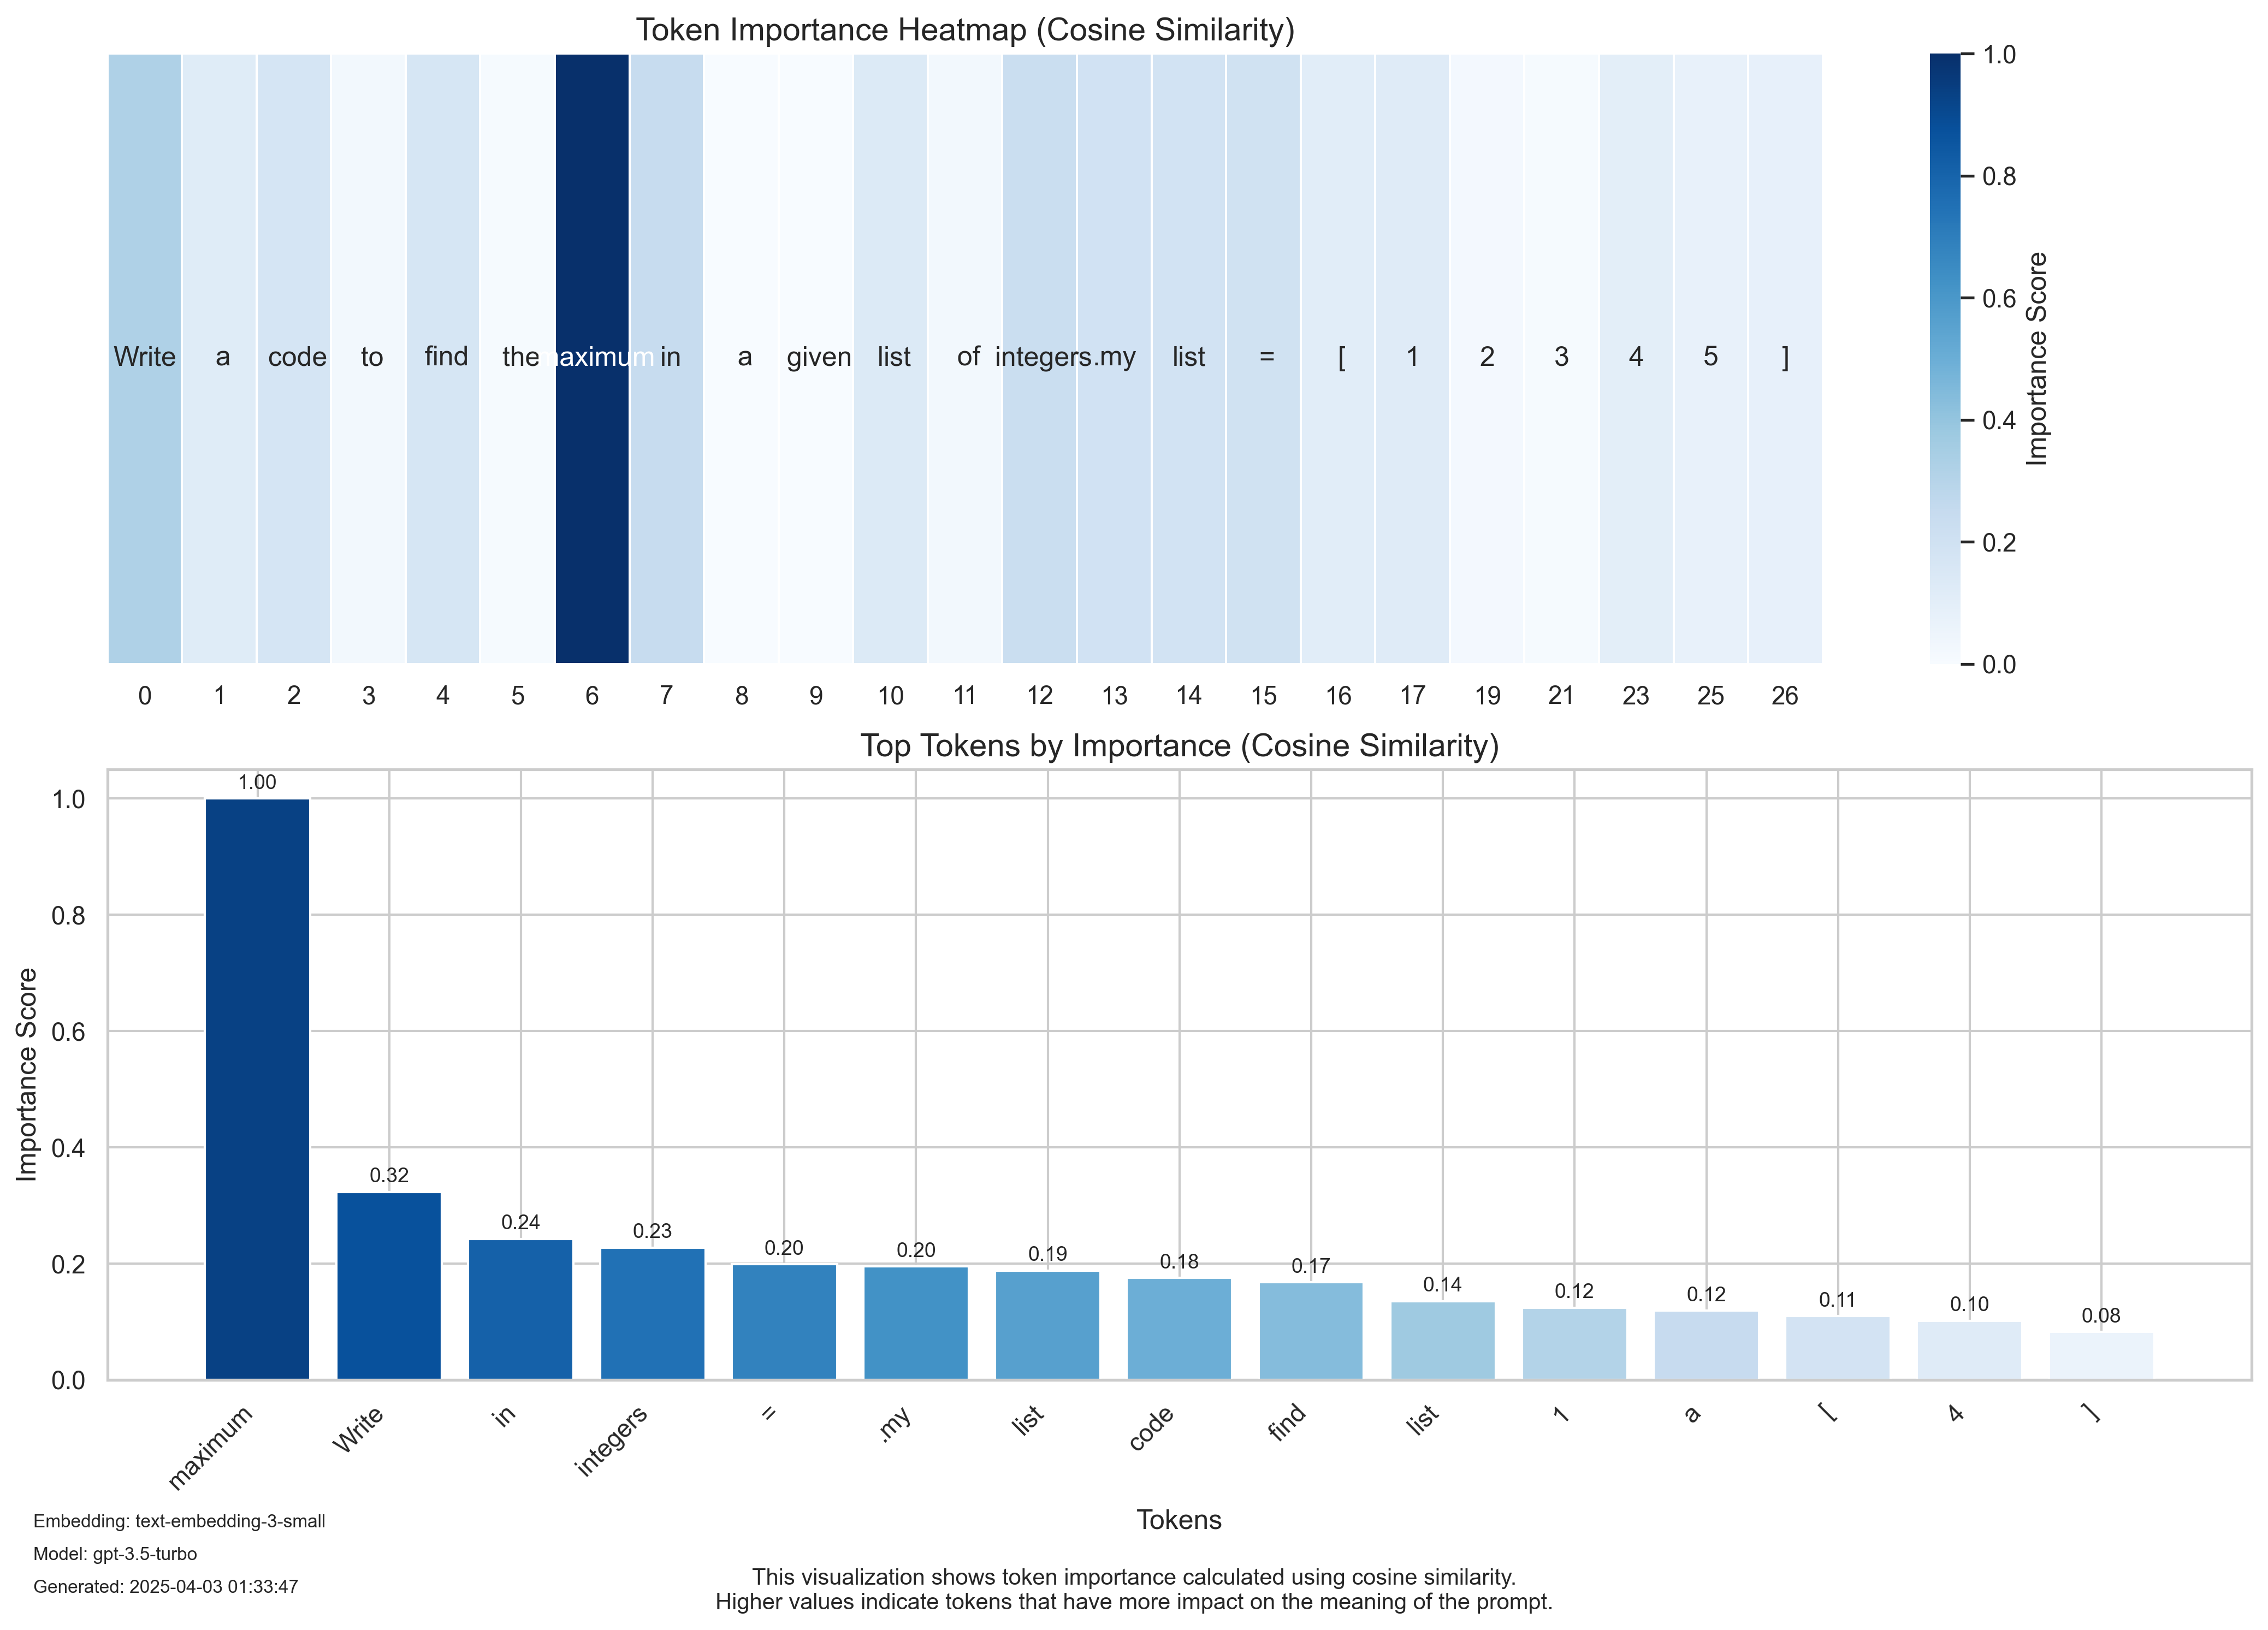 Token Importance Heatmap (Cosine Similarity)
Write a code to find the maximum in a given list of integers .my list = [ 1 2 3 4 5 ]
0 1 2 3 4 5 6 7 8 9 10 11 12 13 14 15 16 17 19 21 23 25 26
1.0
0.8
0.6
0.4
0.2
0.0
Importance Score
Top Tokens by Importance (Cosine Similarity)
1.0
0.8
0.6
0.4
0.2
0.0
Importance Score
1.00 0.32 0.24 0.23 0.20 0.20 0.19 0.18 0.17 0.14 0.12 0.12 0.11 0.10 0.08
maximum Write in integers = .my list code find list 1 a [ 4 ]
Tokens
Embedding: text-embedding-3-small
Model: gpt-3.5-turbo
Generated: 2025-04-03 01:33:47
This visualization shows token importance calculated using cosine similarity.
Higher values indicate tokens that have more impact on the meaning of the prompt.